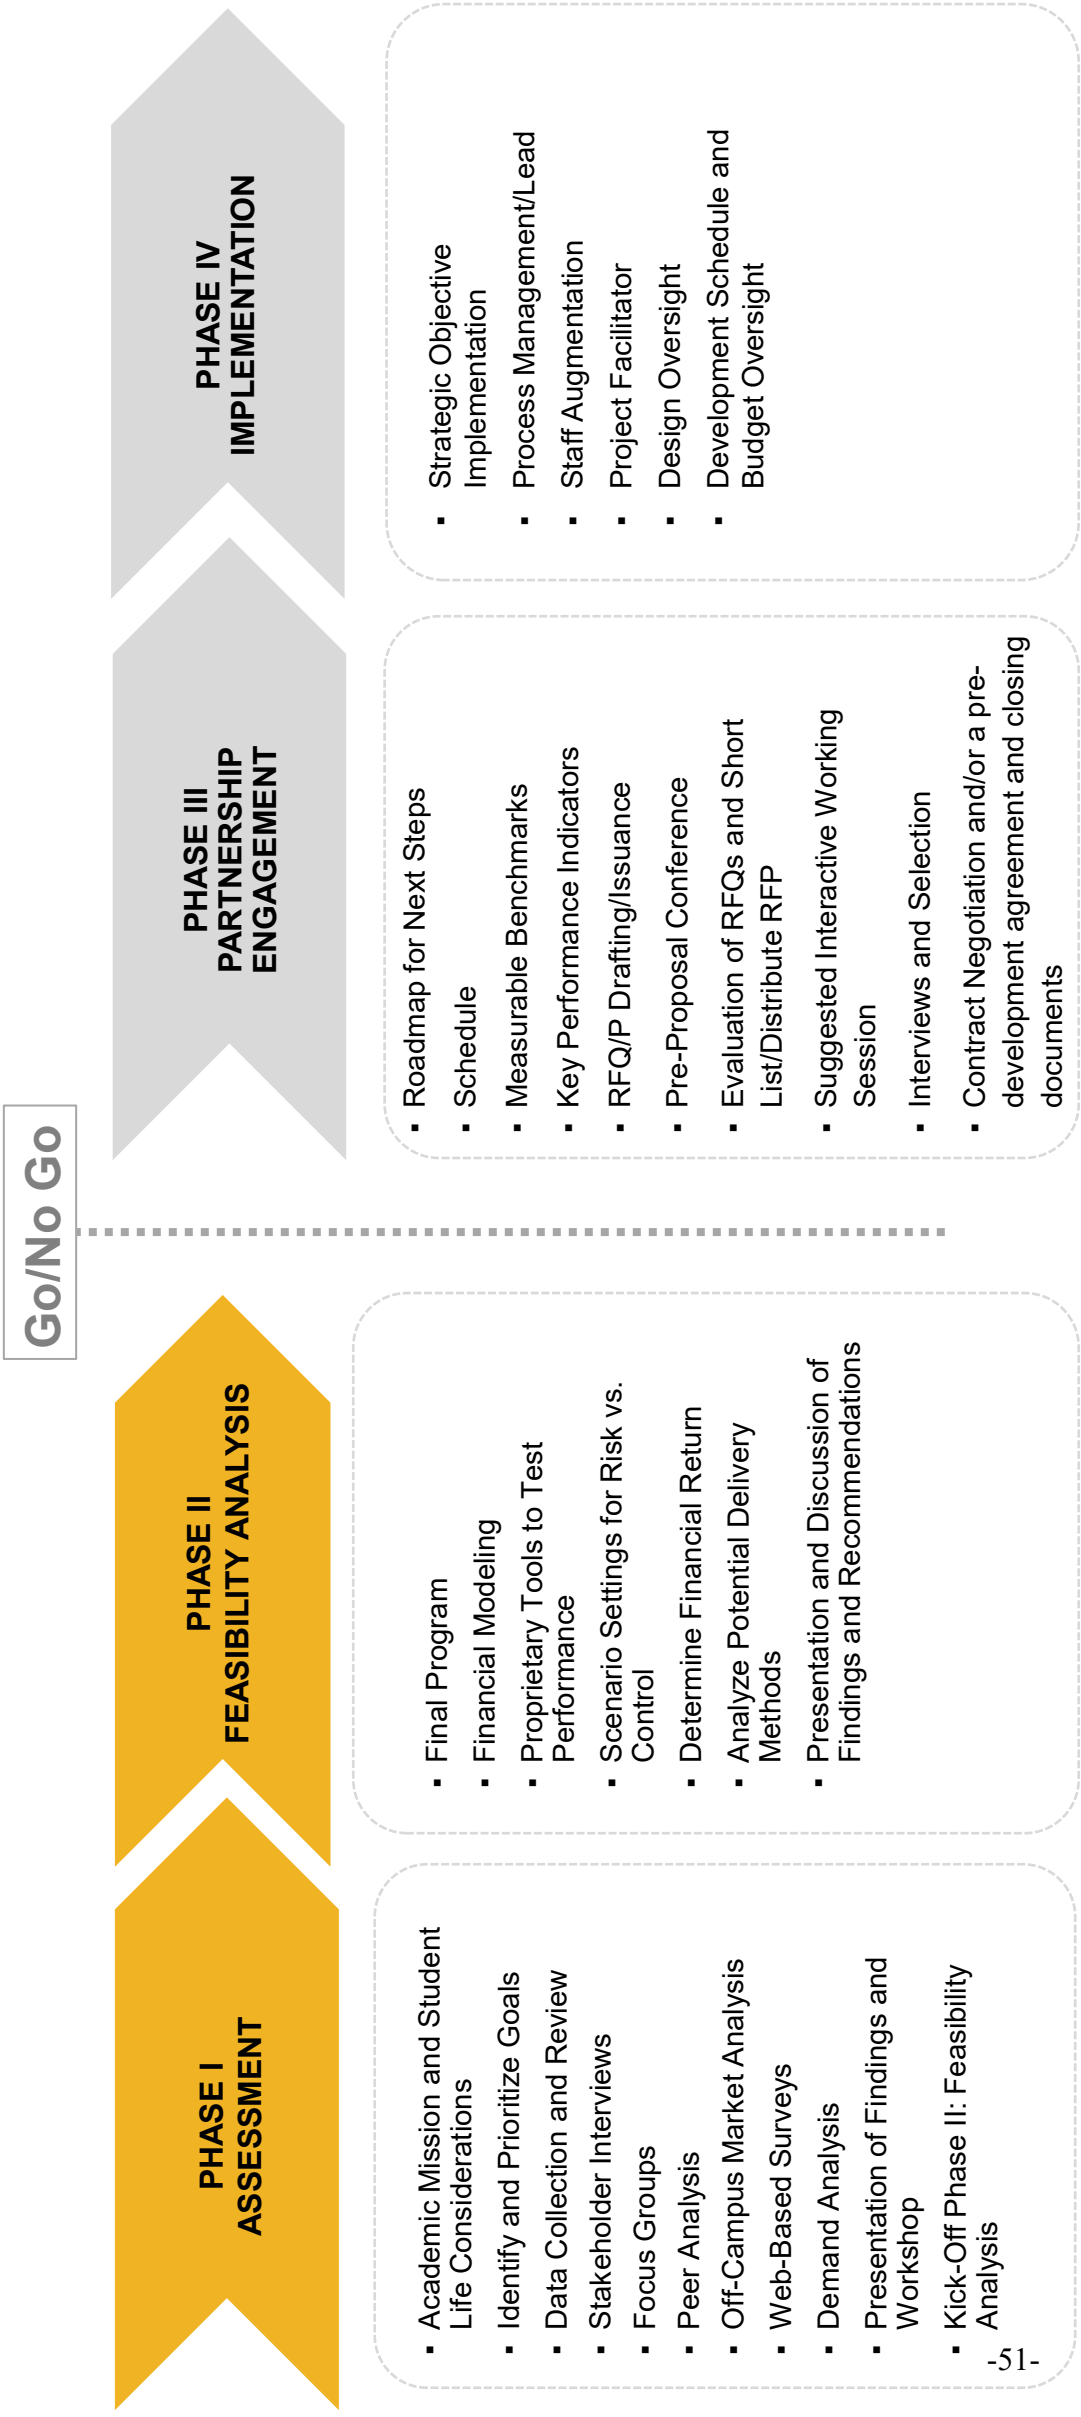 Go/No Go
PHASE I
ASSESSMENT
▪ Academic Mission and Student
Life Considerations
▪ Identify and Prioritize Goals
▪ Data Collection and Review
▪ Stakeholder Interviews
▪ Focus Groups
▪ Peer Analysis
▪ Off-Campus Market Analysis
▪ Web-Based Surveys
▪ Demand Analysis
▪ Presentation of Findings and
Workshop
▪ Kick-Off Phase II: Feasibility
Analysis
PHASE II
FEASIBILITY ANALYSIS
▪ Final Program
▪ Financial Modeling
▪ Proprietary Tools to Test
Performance
▪ Scenario Settings for Risk vs.
Control
▪ Determine Financial Return
▪ Analyze Potential Delivery
Methods
▪ Presentation and Discussion of
Findings and Recommendations
PHASE III
PARTNERSHIP
ENGAGEMENT
▪ Roadmap for Next Steps
▪ Schedule
▪ Measurable Benchmarks
▪ Key Performance Indicators
▪ RFQ/P Drafting/Issuance
▪ Pre-Proposal Conference
▪ Evaluation of RFQs and Short
List/Distribute RFP
▪ Suggested Interactive Working
Session
▪ Interviews and Selection
▪ Contract Negotiation and/or a pre-
development agreement and closing
documents
PHASE IV
IMPLEMENTATION
▪ Strategic Objective
Implementation
▪ Process Management/Lead
▪ Staff Augmentation
▪ Project Facilitator
▪ Design Oversight
▪ Development Schedule and
Budget Oversight
-51-